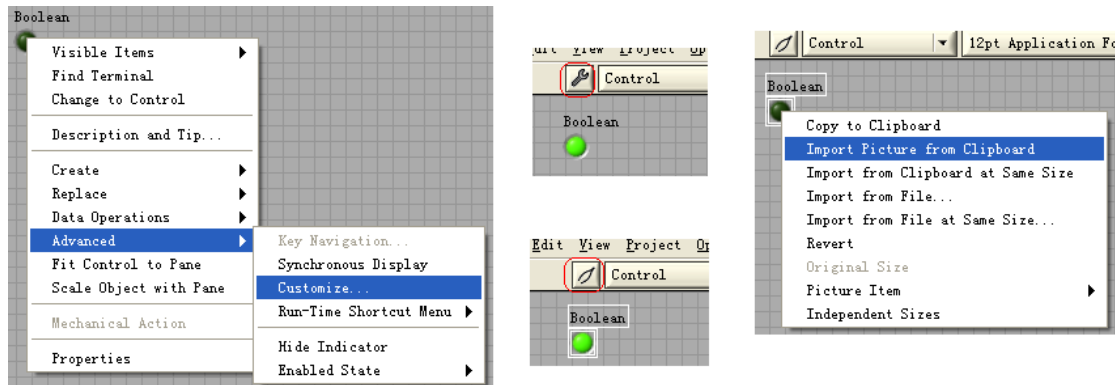 Boolean
Visible Items
Find Terminal
Change to Control
Description and Tip...
Create
Replace
Data Operations
Advanced
Fit Control to Pane
Scale Object with Pane
Mechanical Action
Properties
Key Navigation...
Synchronous Display
Customize...
Run-Time Shortcut Menu
Hide Indicator
Enabled State
View Project Op
Control
Boolean
Edit View Project Op
Control
Boolean
Control 12pt Application Fo
Boolean
Copy to Clipboard
Import Picture from Clipboard
Import from Clipboard at Same Size
Import from File...
Import from File at Same Size...
Revert
Original Size
Picture Item
Independent Sizes